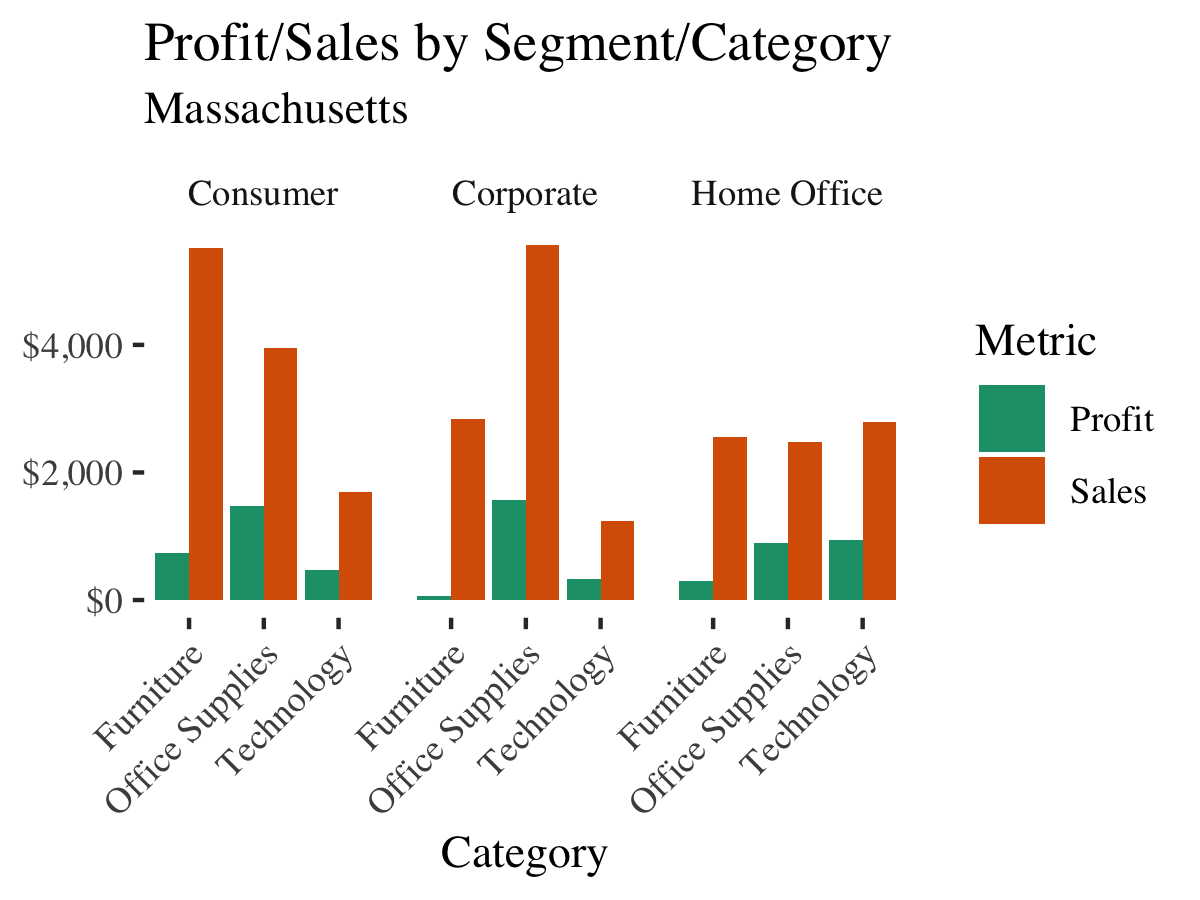 Profit/Sales by Segment/Category
Massachusetts
Consumer
Corporate
Home Office
$4,000
$2,000
$0
Furniture
Office Supplies
Technology
Furniture
Office Supplies
Technology
Furniture
Office Supplies
Technology
Category
Metric
Profit
Sales